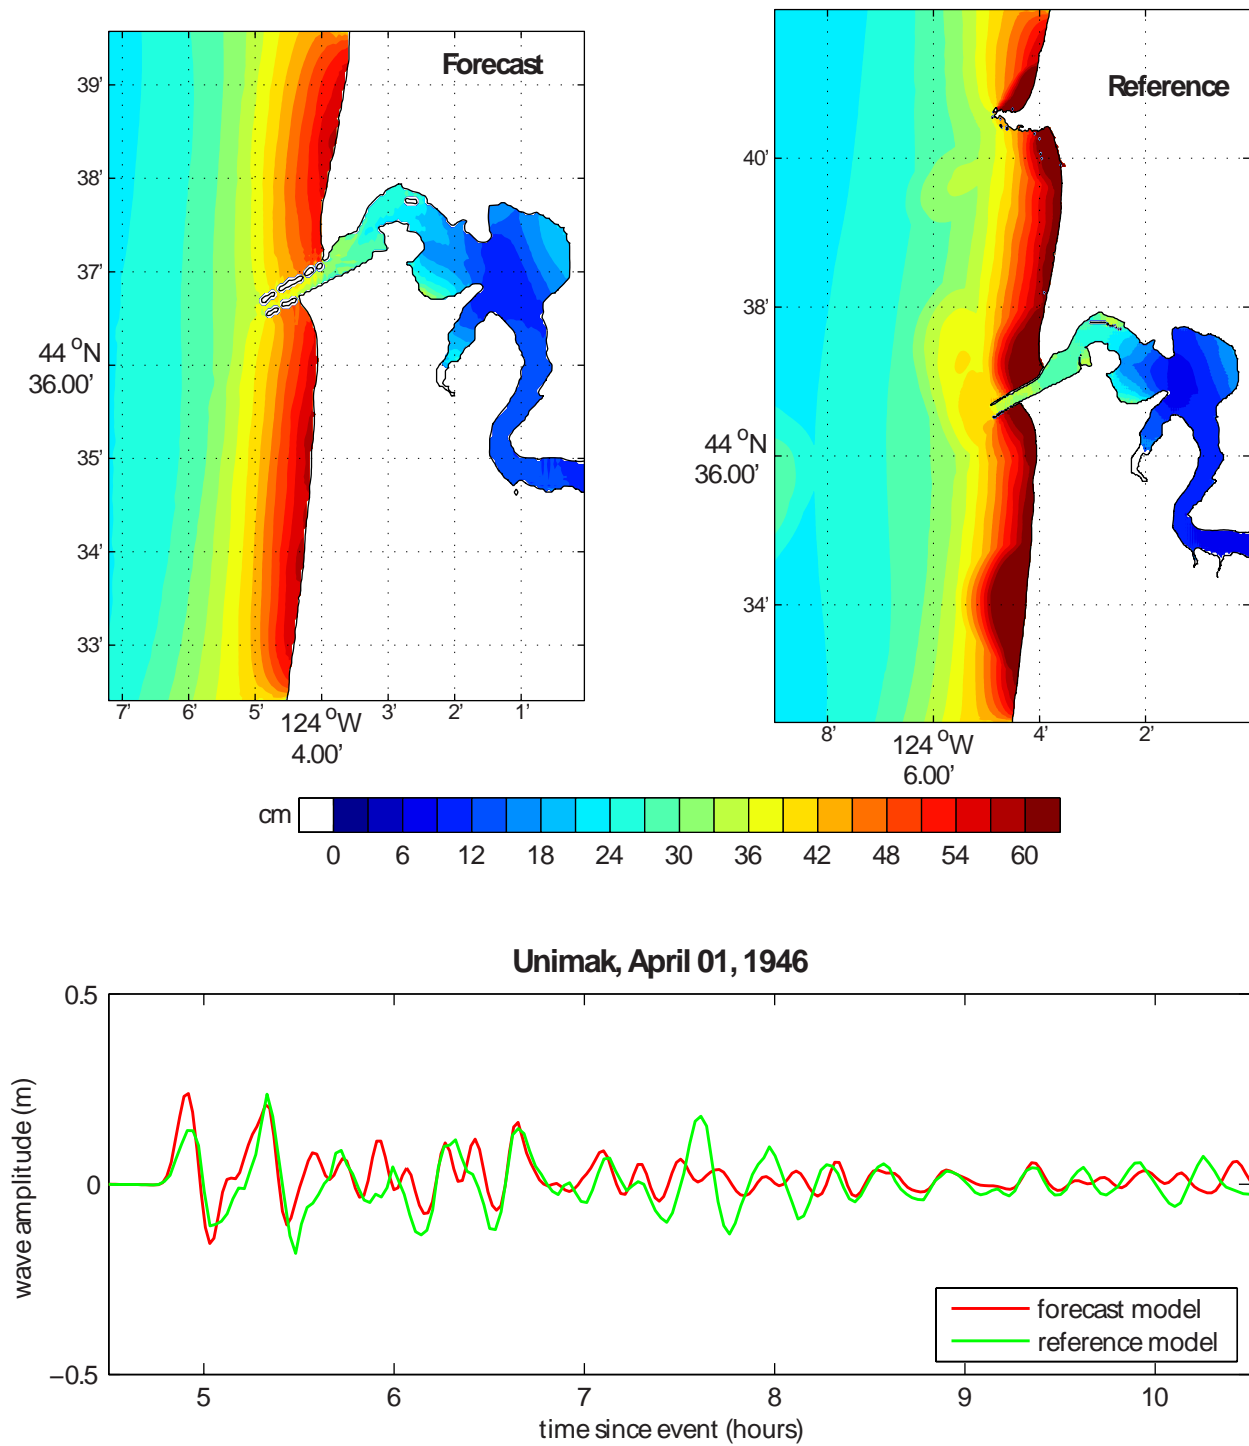 Forecast
39’
38’
37’
44 °N
36.00’
35’
34’
33’
7’ 6’ 5’ 124 °W 3’ 2’ 1’
4.00’
Reference
40’
38’
44 °N
36.00’
34’
8’ 124 °W 4’ 2’
6.00’
cm
0 6 12 18 24 30 36 42 48 54 60
Unimak, April 01, 1946
0.5
0
−0.5
wave amplitude (m)
5 6 7 8 9 10
time since event (hours)
forecast model
reference model